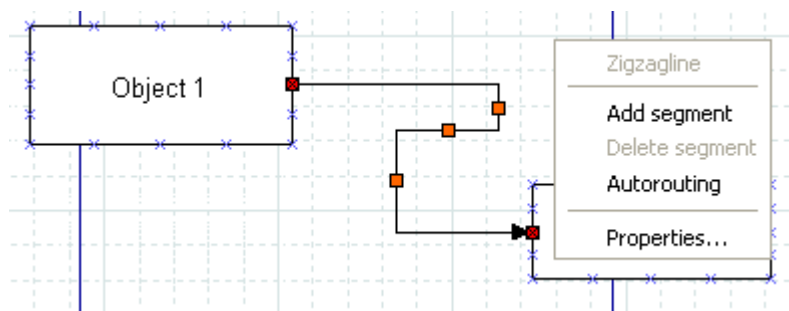 Object 1
Zigzagline
Add segment
Delete segment
Autorouting
Properties...